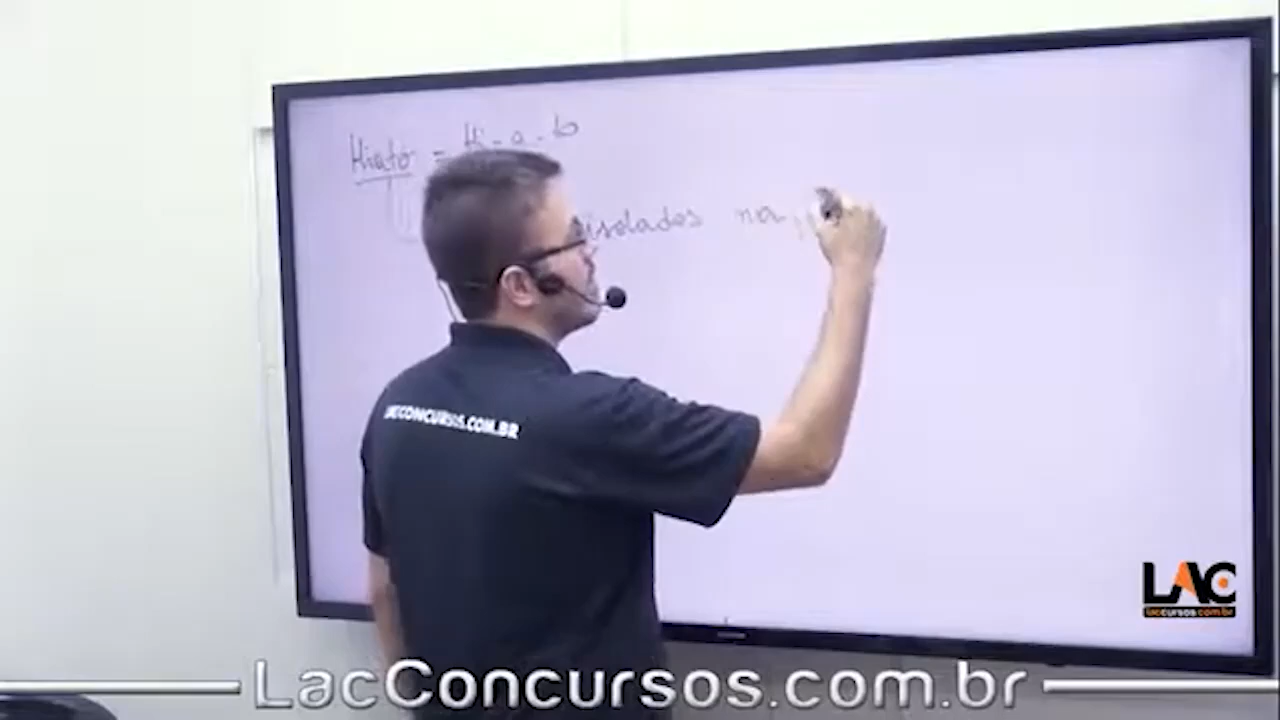 Hiato = Hi-a-to
isolados na
LACCONCURSOS.COM.BR
LAC
laccursos.com.br
LacConcursos.com.br